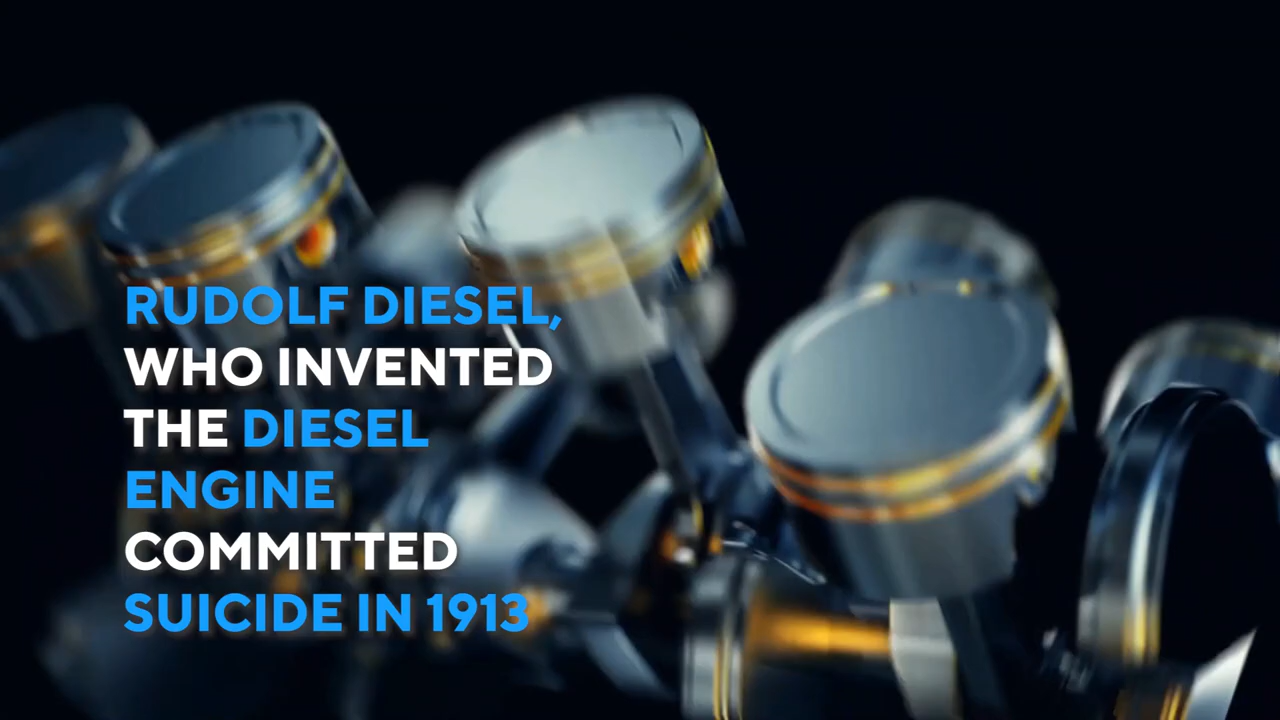 RUDOLF DIESEL,
WHO INVENTED
THE DIESEL
ENGINE
COMMITTED
SUICIDE IN 1913